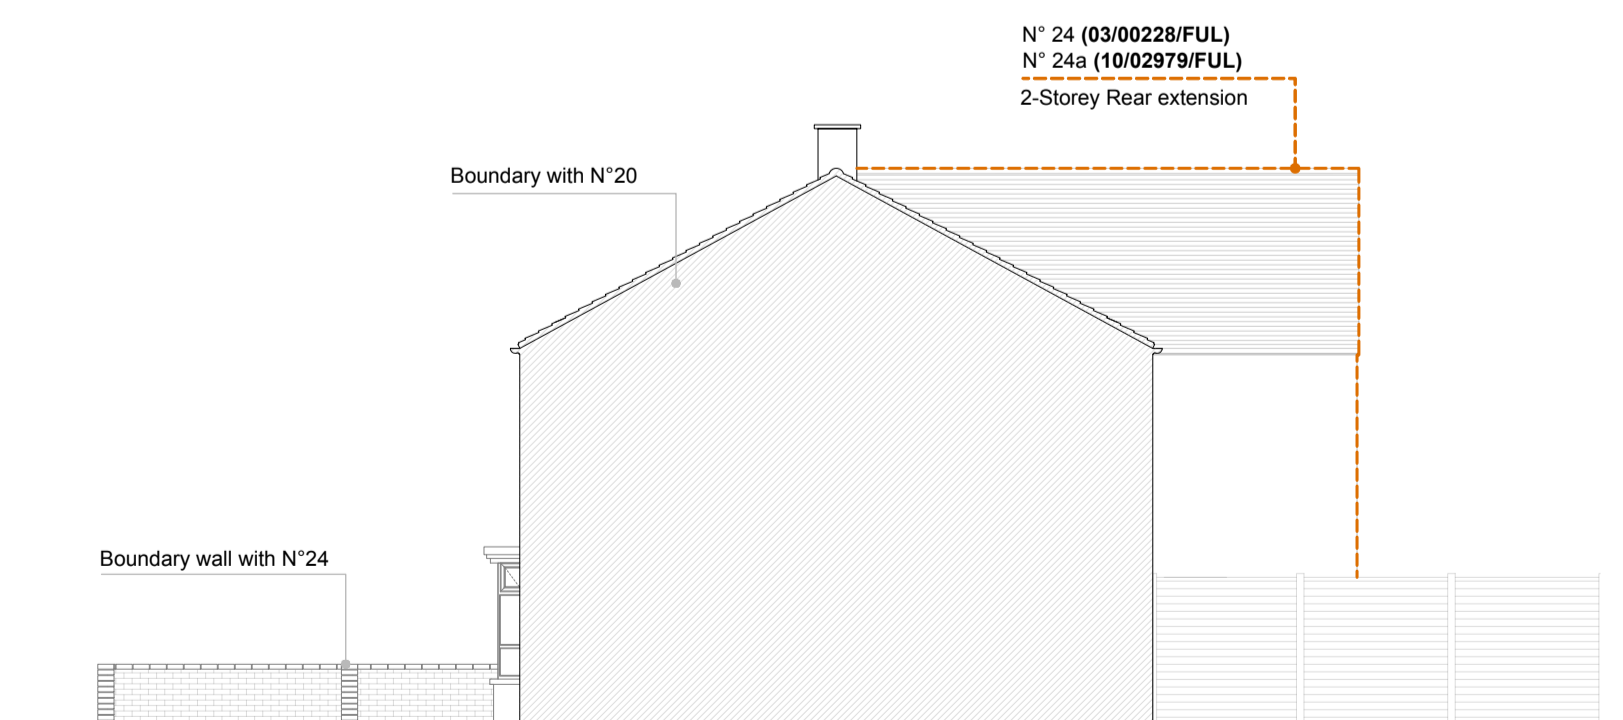 N° 24 (03/00228/FUL)
N° 24a (10/02979/FUL)
2-Storey Rear extension
Boundary with N°20
Boundary wall with N°24